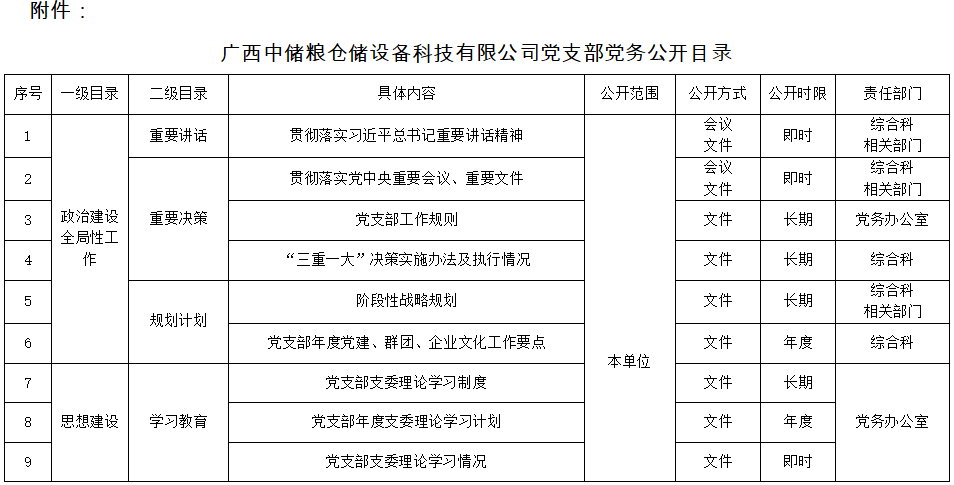 附件：
广西中储粮仓储设备科技有限公司党支部党务公开目录
序号 一级目录 二级目录 具体内容 公开范围 公开方式 公开时限 责任部门
1 政治建设全局性工作 重要讲话 贯彻落实习近平总书记重要讲话精神 本单位 会议 文件 即时 综合科 相关部门
2 重要决策 贯彻落实党中央重要会议、重要文件 会议 文件 即时 综合科 相关部门
3 党支部工作规则 文件 长期 党务办公室
4 “三重一大”决策实施办法及执行情况 文件 长期 综合科
5 规划计划 阶段性战略规划 文件 长期 综合科 相关部门
6 党支部年度党建、群团、企业文化工作要点 文件 年度 综合科
7 思想建设 学习教育 党支部支委理论学习制度 文件 长期 党务办公室
8 党支部年度支委理论学习计划 文件 年度
9 党支部支委理论学习情况 文件 即时